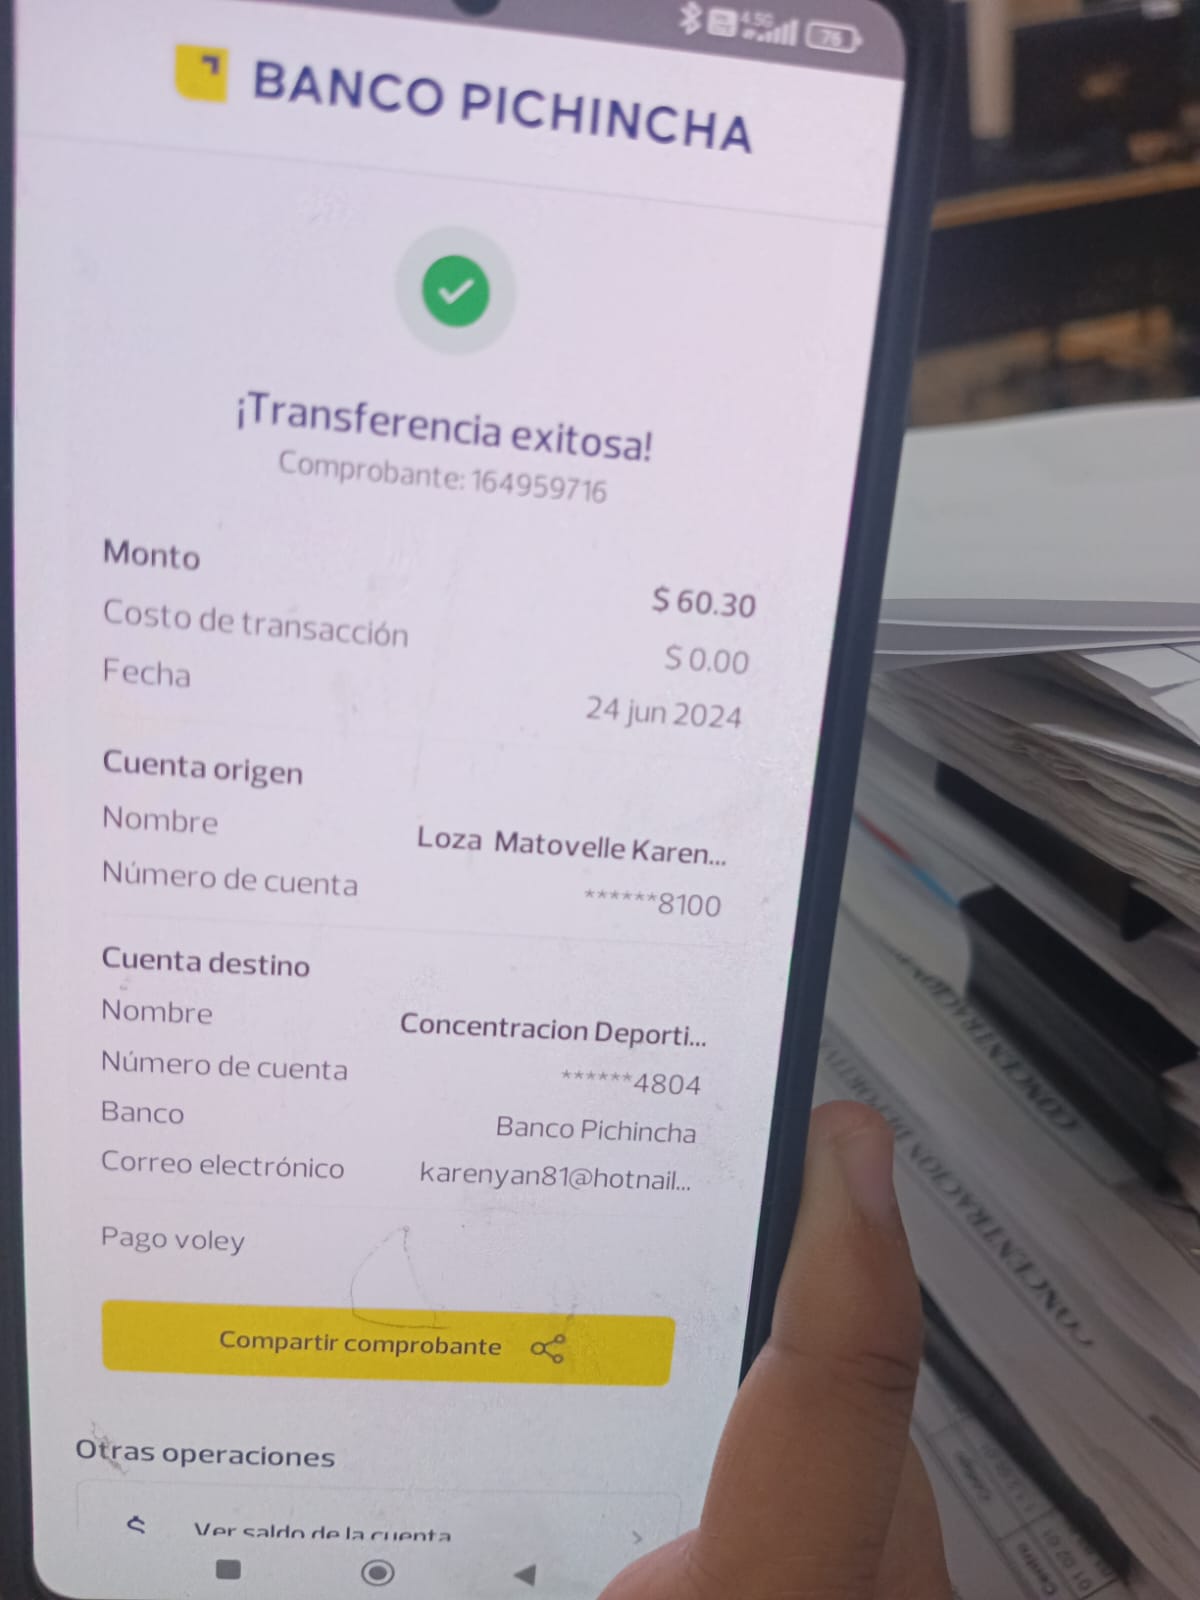 4.5G
76
BANCO PICHINCHA
¡Transferencia exitosa!
Comprobante: 164959716
Monto $ 60.30
Costo de transacción $ 0.00
Fecha 24 jun 2024
Cuenta origen
Nombre Loza Matovelle Karen...
Número de cuenta ******8100
Cuenta destino
Nombre Concentracion Deporti...
Número de cuenta ******4804
Banco Banco Pichincha
Correo electrónico karenyan81@hotnail...
Pago voley
Compartir comprobante
Otras operaciones
Ver saldo de la cuenta
CONCENTRACION
CONCENTRACION DEPORTIVA